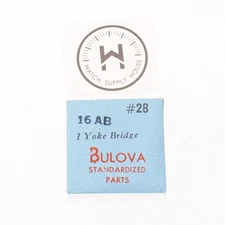 WATCH SUPPLY HOUSE
#28
16 AB
1 Yoke Bridge
BULOVA
STANDARDIZED
PARTS